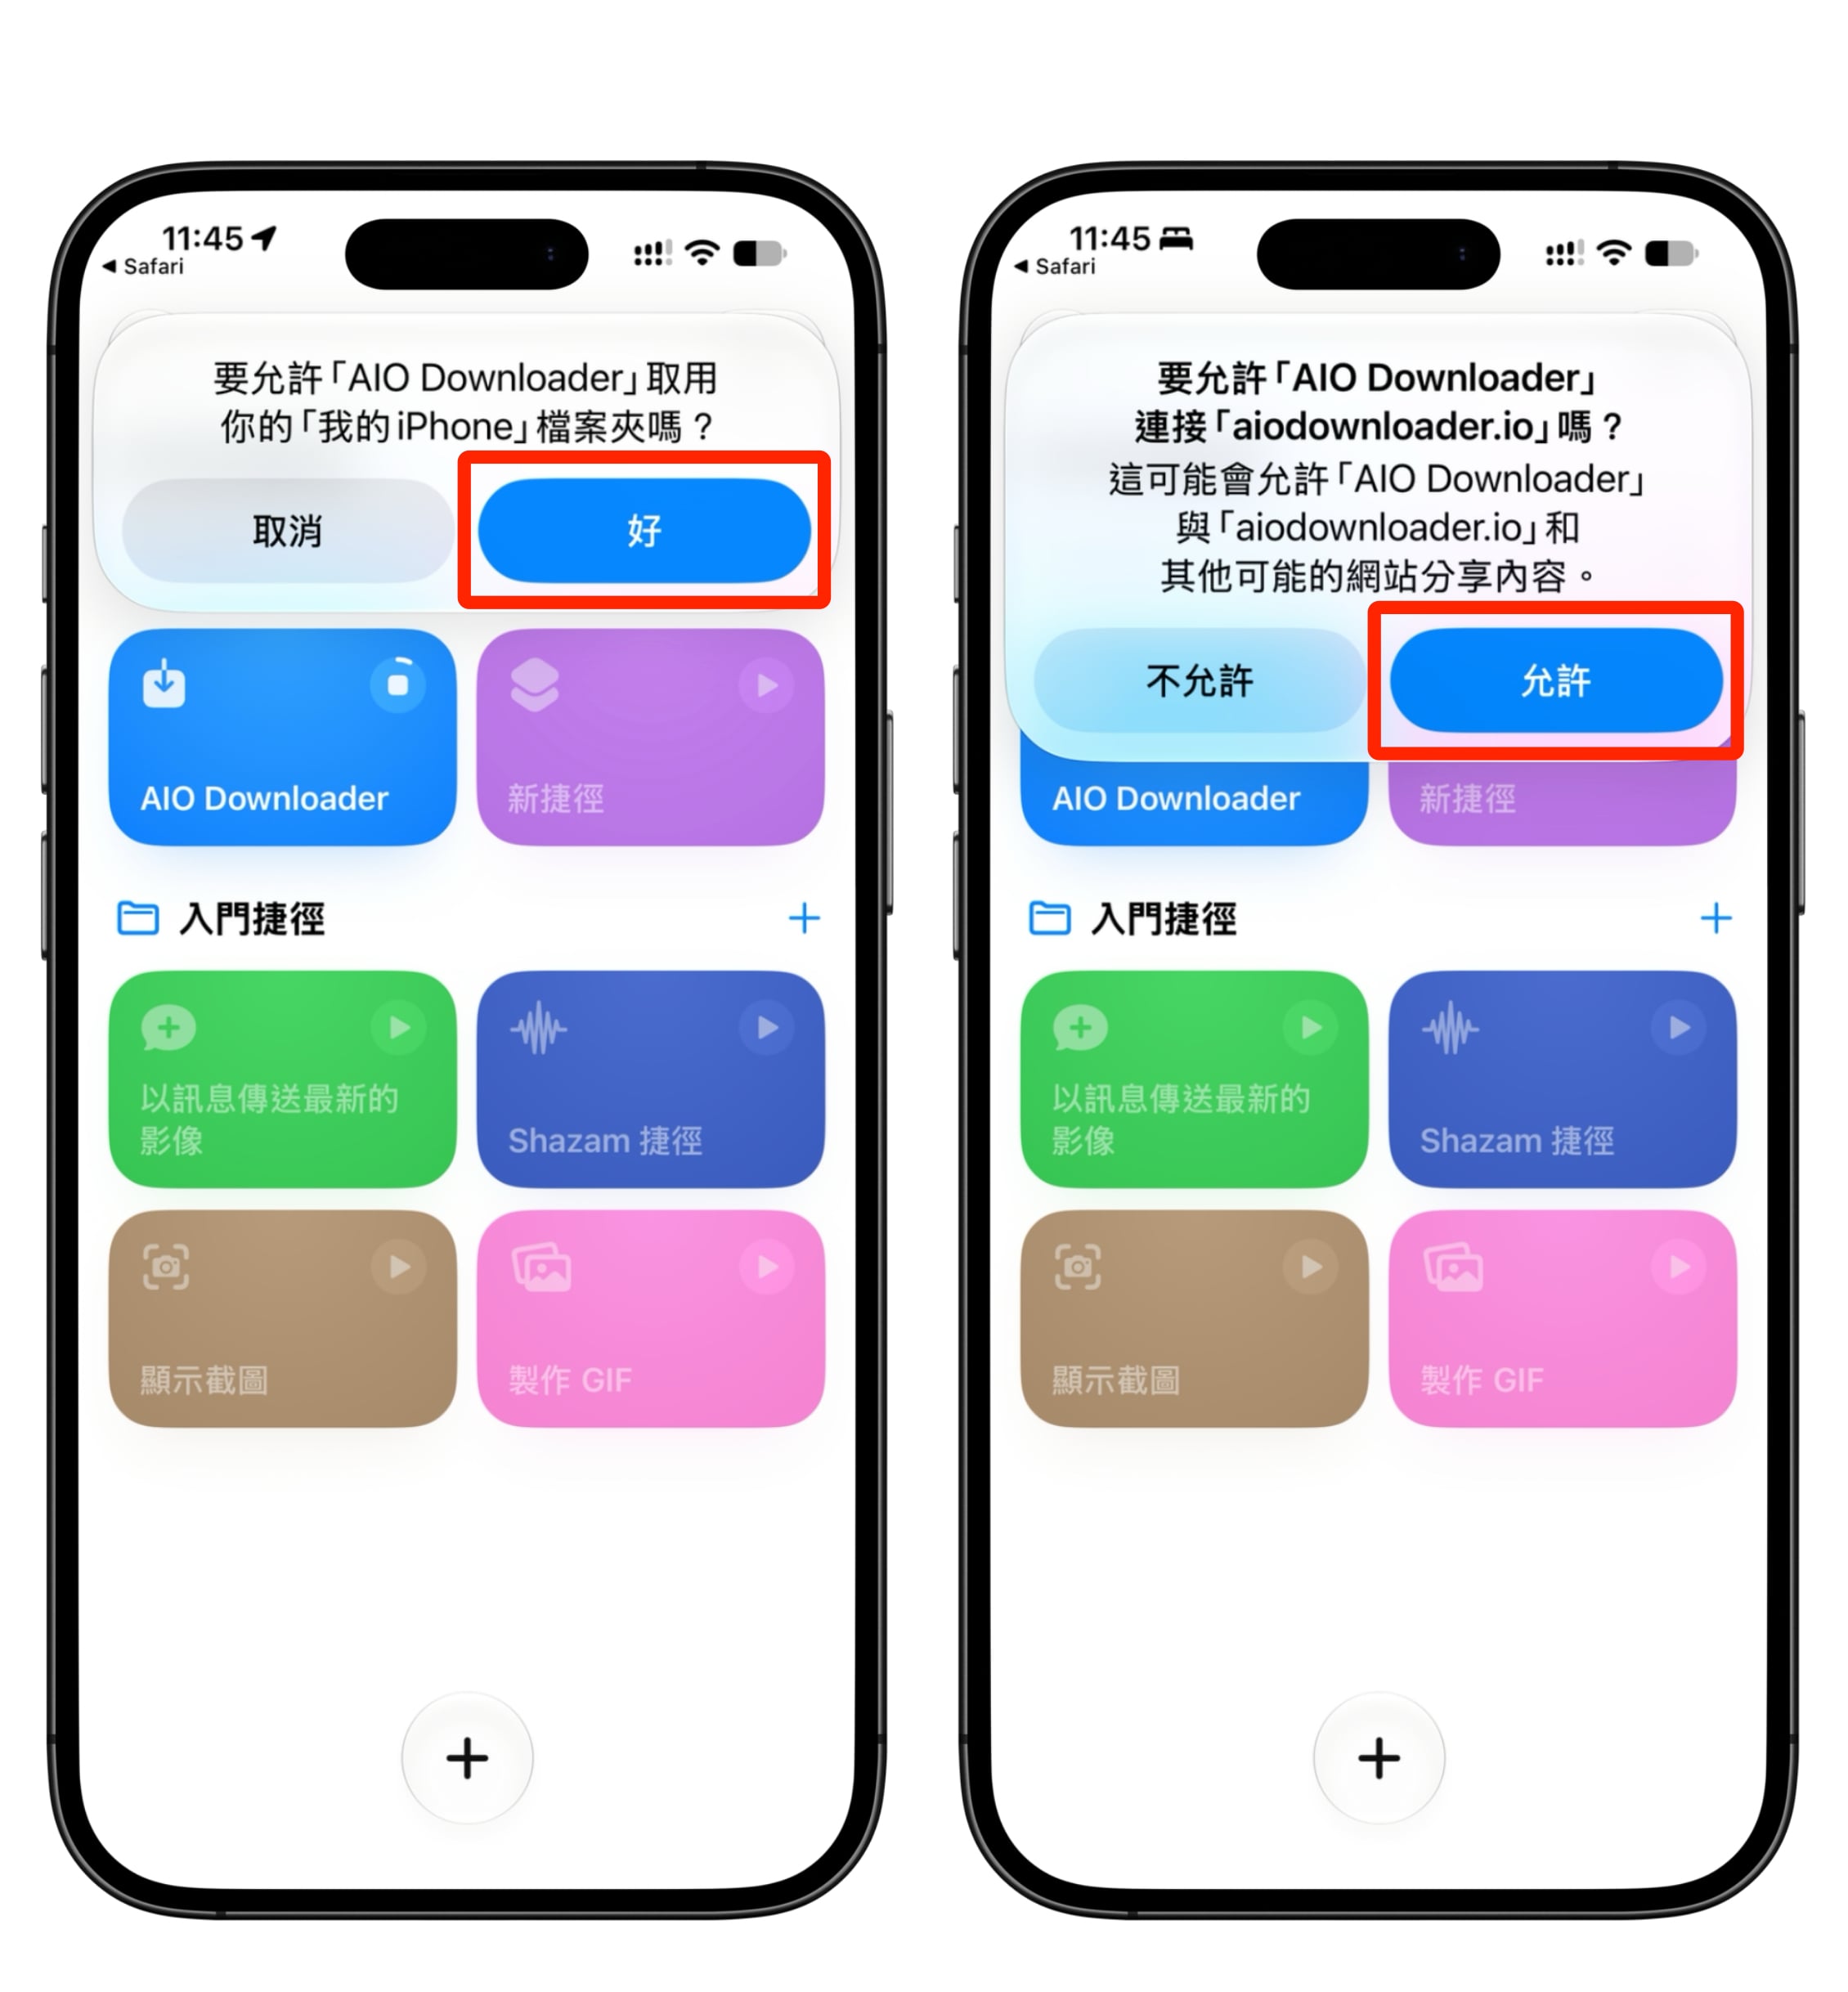 11:45
Safari
要允許「AIO Downloader」取用
你的「我的 iPhone」檔案夾嗎？
取消
好
AIO Downloader
新捷徑
入門捷徑
以訊息傳送最新的
影像
Shazam 捷徑
顯示截圖
製作 GIF
11:45
Safari
要允許「AIO Downloader」
連接「aiodownloader.io」嗎？
這可能會允許「AIO Downloader」
與「aiodownloader.io」和
其他可能的網站分享內容。
不允許
允許
AIO Downloader
新捷徑
入門捷徑
以訊息傳送最新的
影像
Shazam 捷徑
顯示截圖
製作 GIF